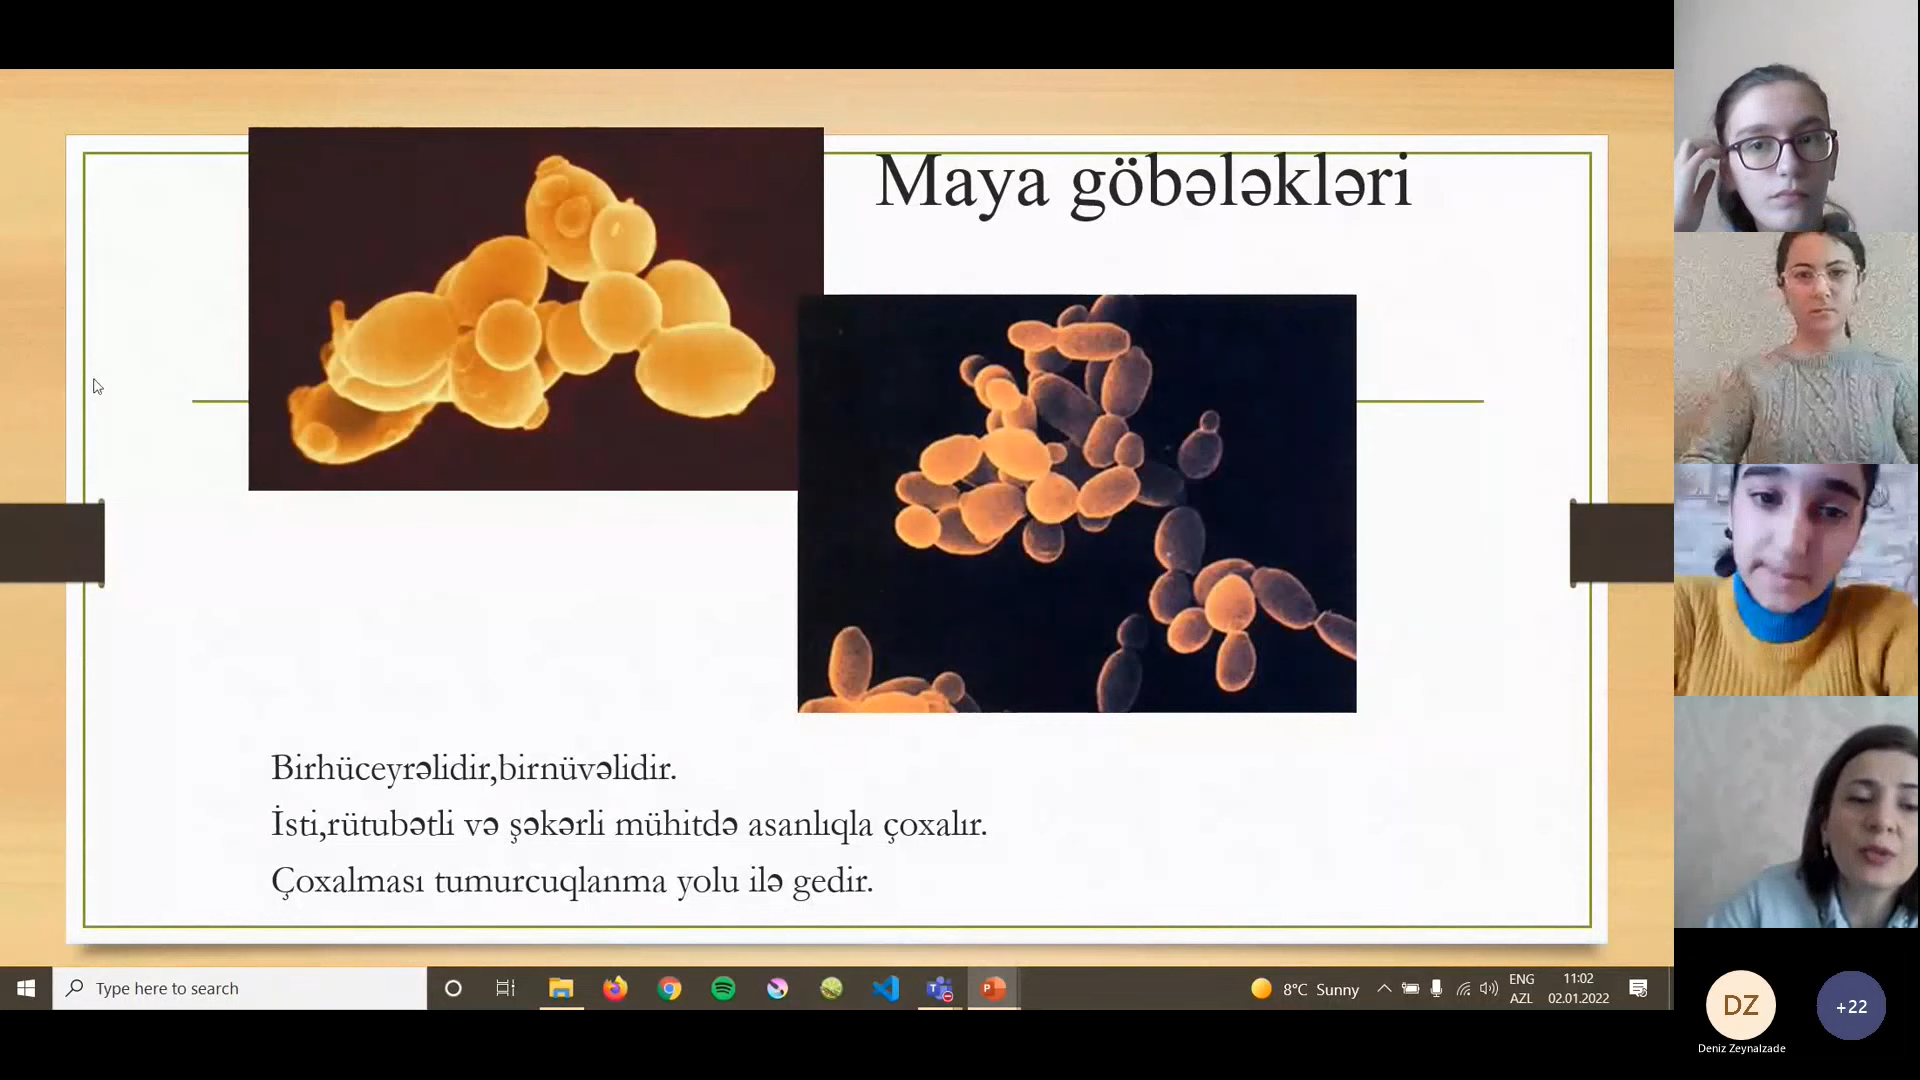 Maya göbələkləri
Birhüceyrəlidir,birnüvəlidir.
İsti,rütubətli və şəkərli mühitdə asanlıqla çoxalır.
Çoxalması tumurcuqlanma yolu ilə gedir.
Type here to search
8°C Sunny
ENG
AZL
11:02
02.01.2022
DZ
Deniz Zeynalzade
+22